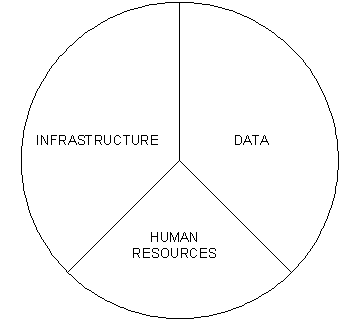 INFRASTRUCTURE
DATA
HUMAN
RESOURCES